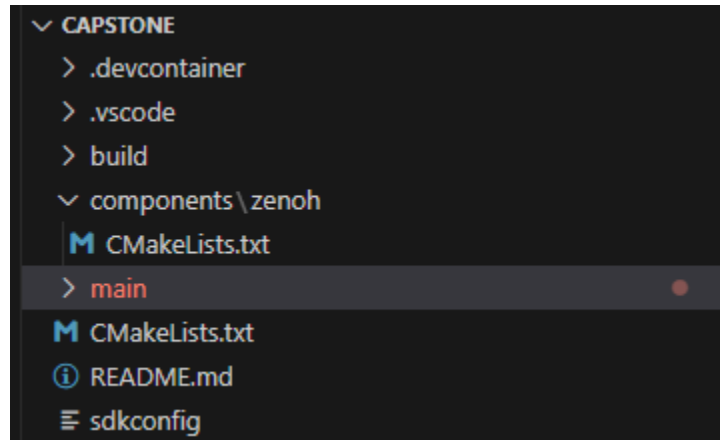 CAPSTONE
.devcontainer
.vscode
build
components\zenoh
M CMakeLists.txt
main
M CMakeLists.txt
README.md
sdkconfig